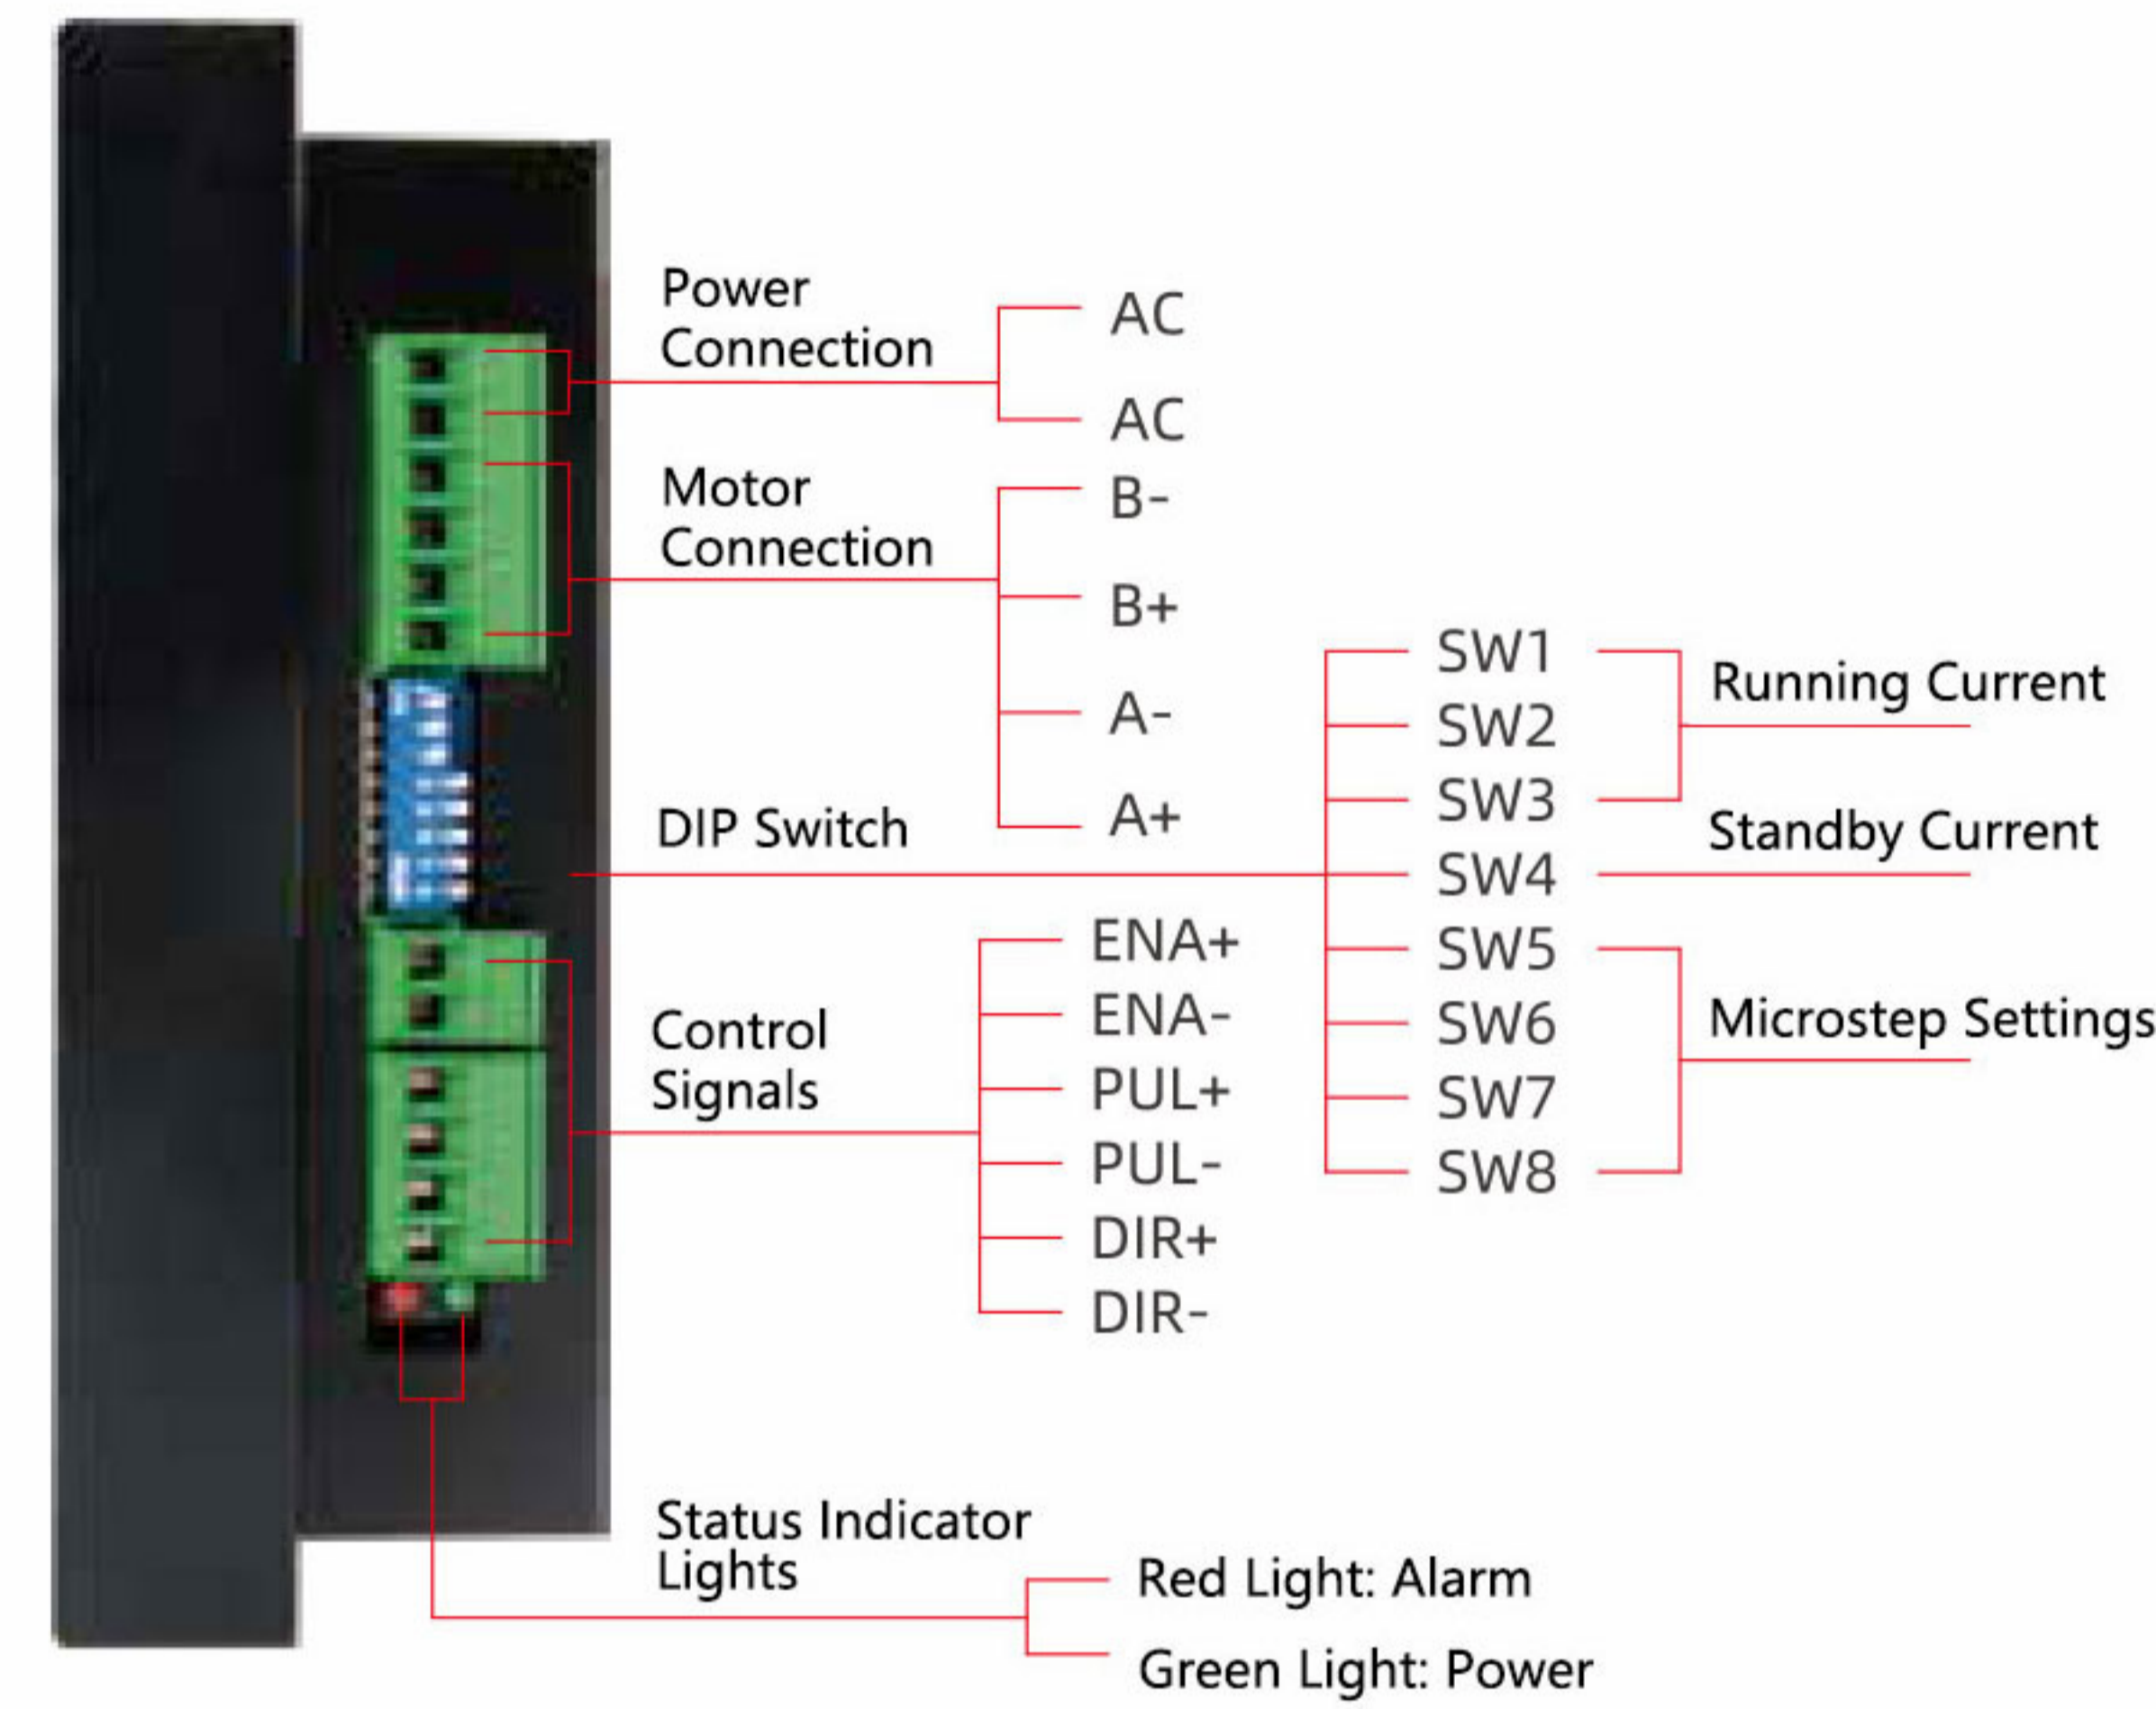 Power
Connection
AC
AC
Motor
Connection
B-
B+
A-
A+
DIP Switch
SW1
SW2
SW3
SW4
SW5
SW6
SW7
SW8
Running Current
Standby Current
Microstep Settings
Control
Signals
ENA+
ENA-
PUL+
PUL-
DIR+
DIR-
Status Indicator
Lights
Red Light: Alarm
Green Light: Power